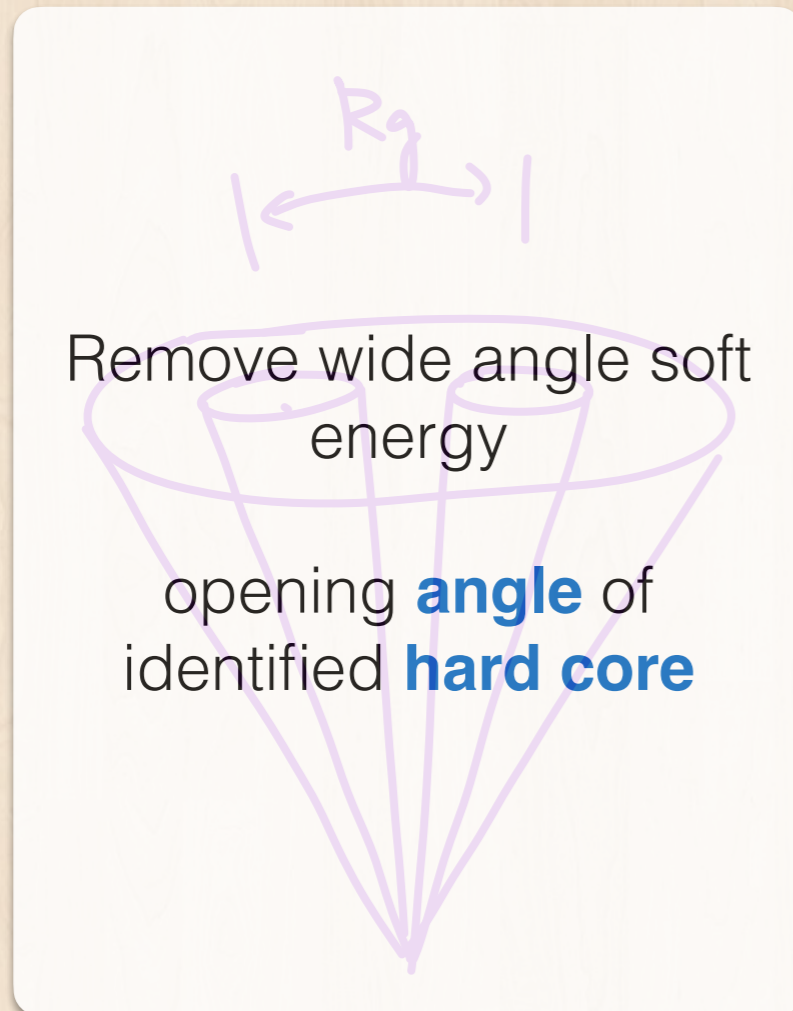 Rg
Remove wide angle soft
energy
opening angle of
identified hard core